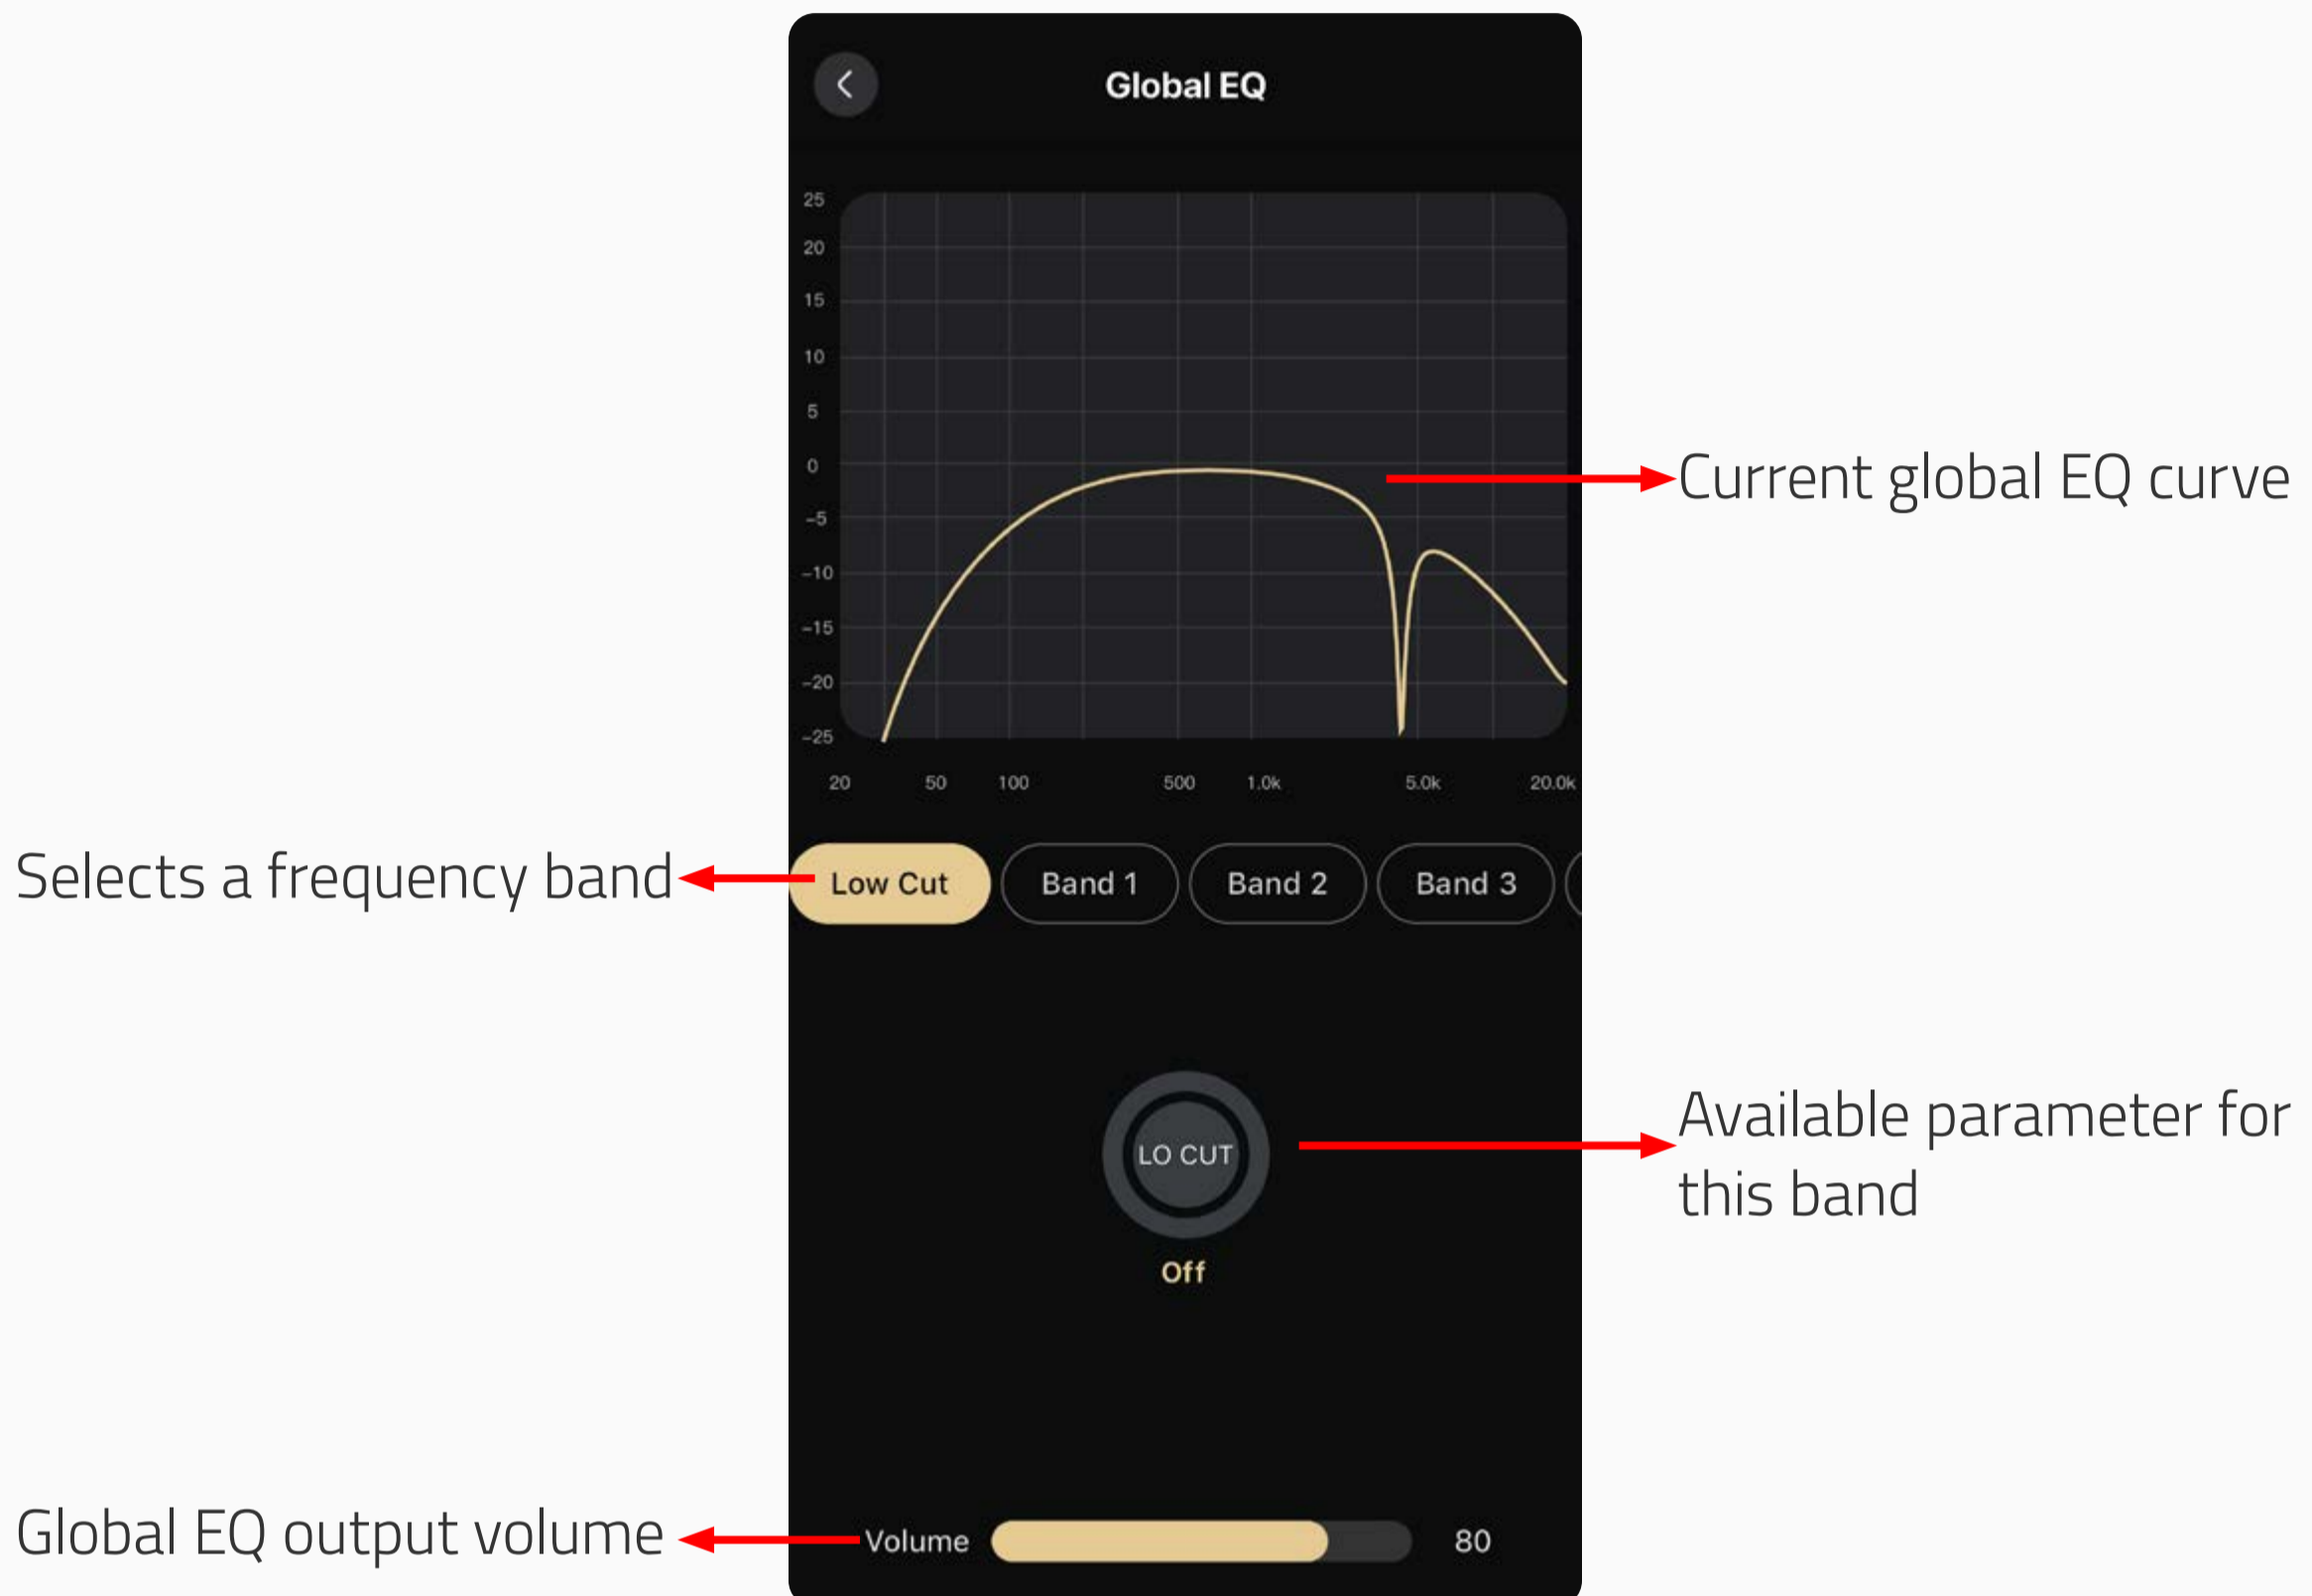 Global EQ
25
20
15
10
5
0
-5
-10
-15
-20
-25
20 50 100 500 1.0k 5.0k 20.0k
Current global EQ curve
Selects a frequency band
Low Cut Band 1 Band 2 Band 3
LO CUT
Off
Available parameter for
this band
Global EQ output volume
Volume 80